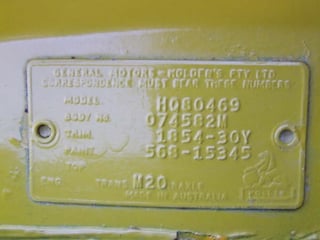 GENERAL MOTORS - HOLDEN'S PTY LTD
CORRESPONDENCE MUST BEAR THESE NUMBERS
MODEL HQ80469
BODY NO. 074582M
TRIM 1854-30Y
PAINT 568-15345
TOP
ENG TRANS M20 R AXLE
MADE IN AUSTRALIA